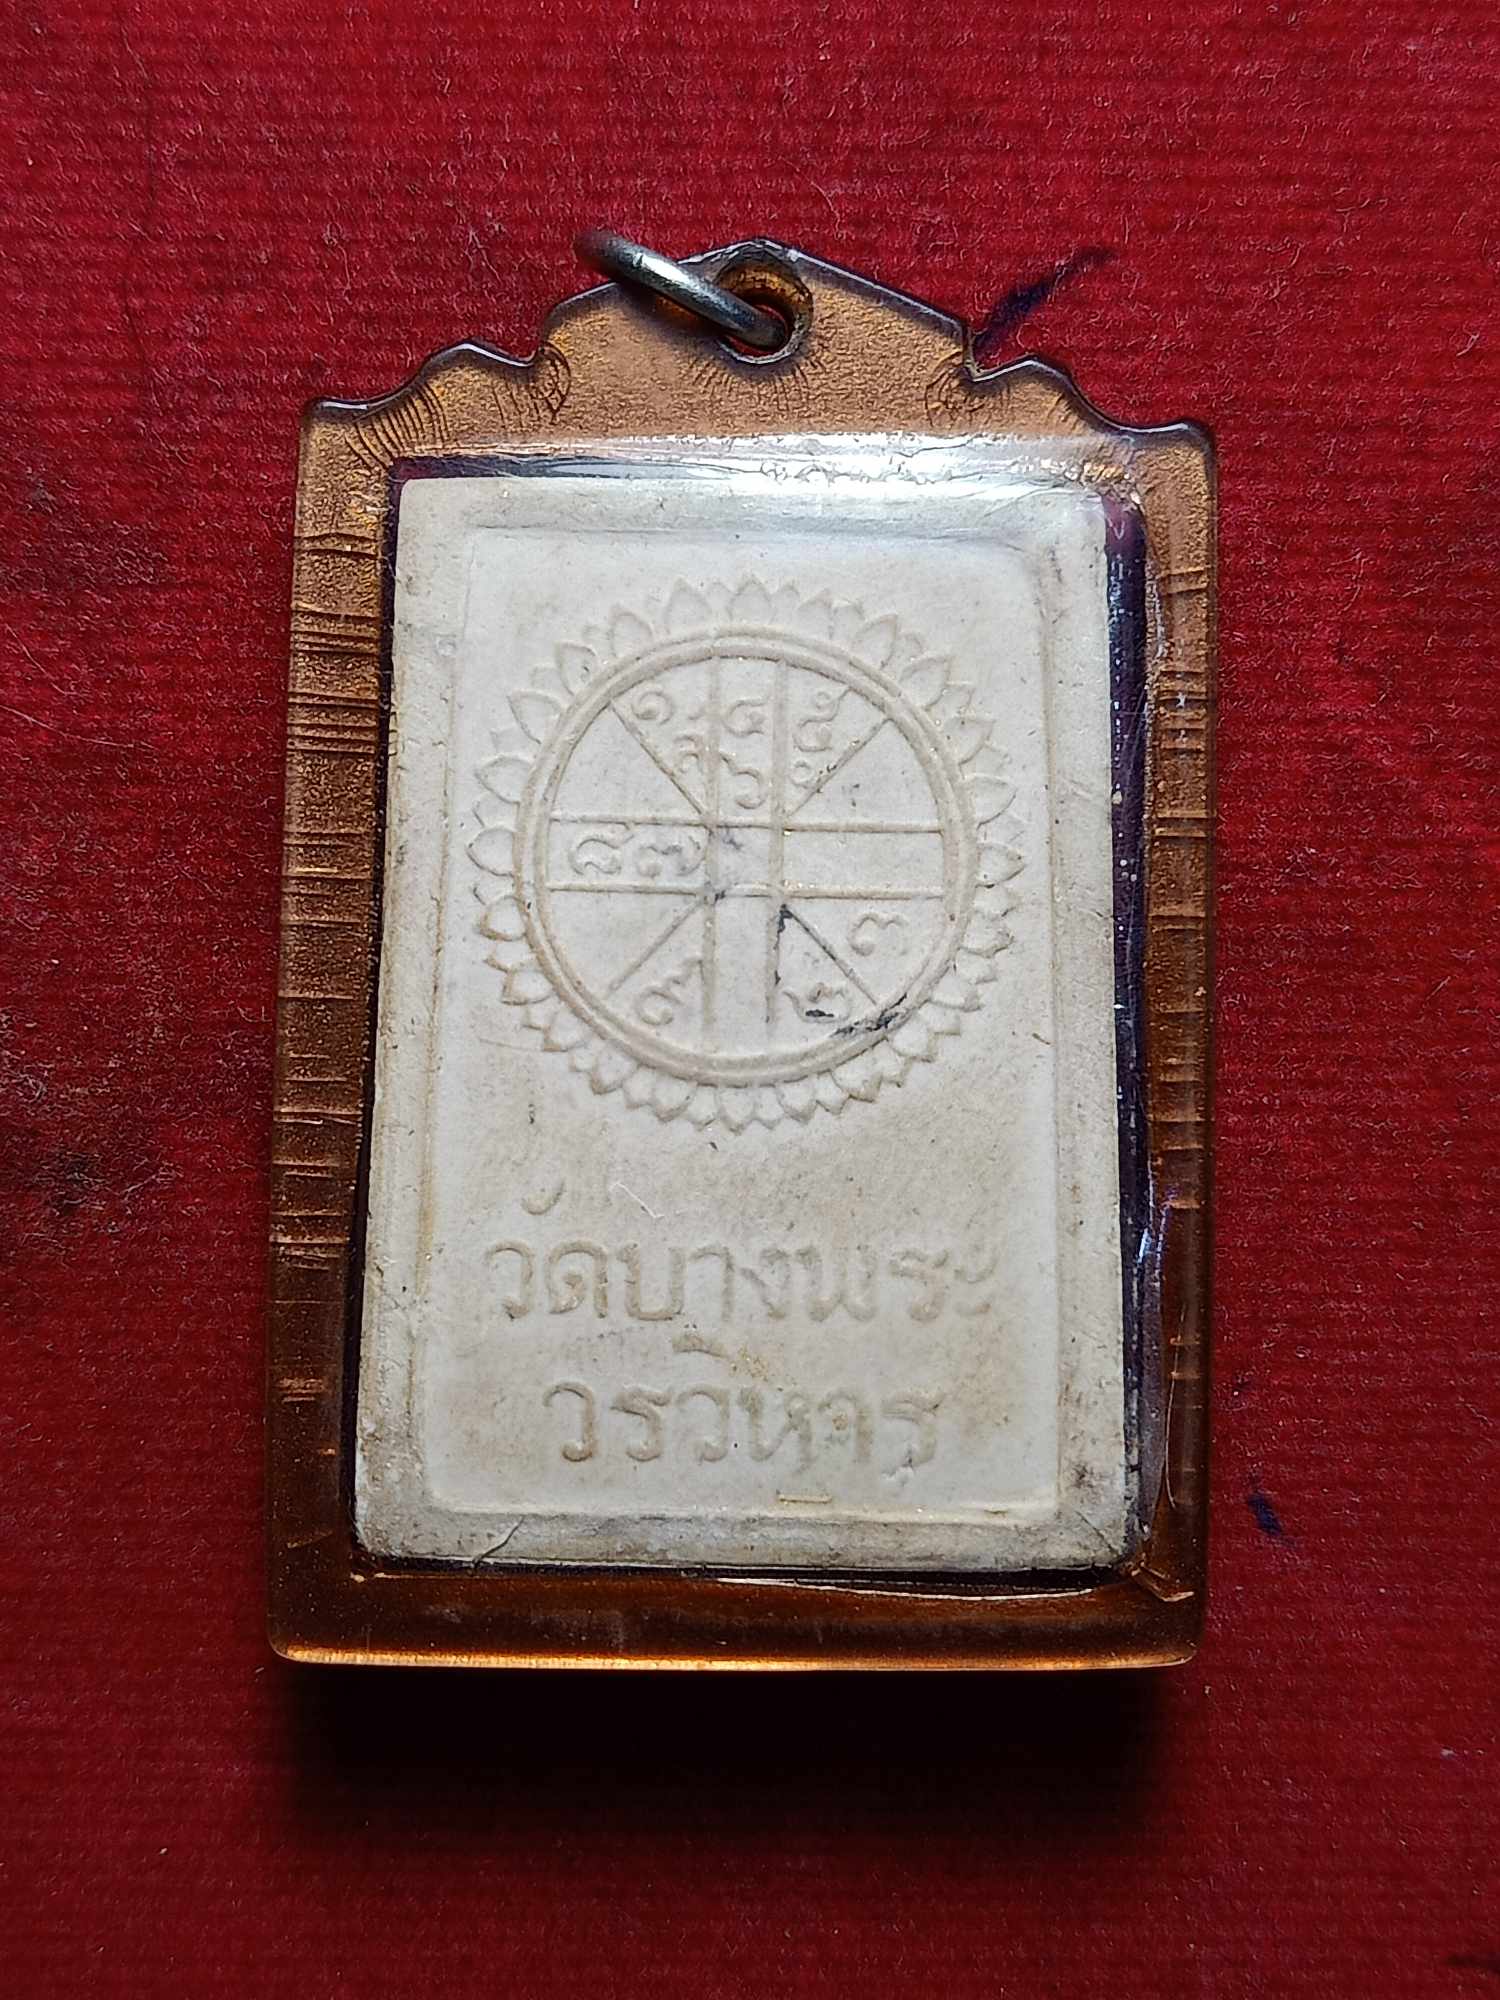 ๑ ๔ ๕
๖
๘ ๗
๓
๙ ๒
วัดบางพระ
วรวิหาร